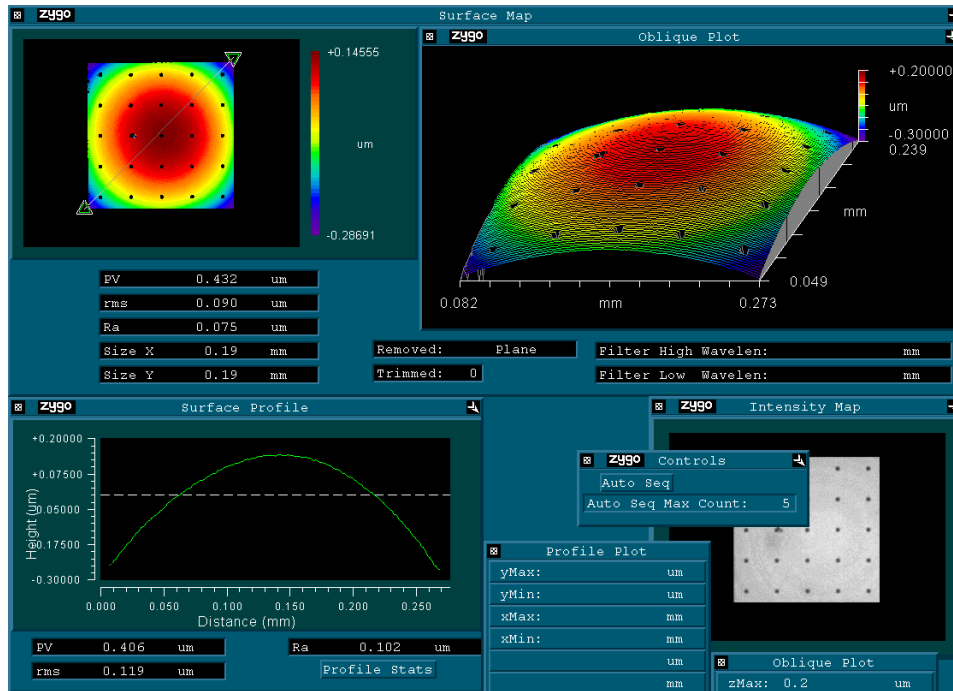 zygo Surface Map
+0.14555
um
-0.28691
PV 0.432 um
rms 0.090 um
Ra 0.075 um
Size X 0.19 mm
Size Y 0.19 mm
zygo Oblique Plot
+0.20000
um
-0.30000
0.239
mm
0.049
0.082 mm 0.273
Removed: Plane
Trimmed: 0
Filter High Wavelen: mm
Filter Low Wavelen: mm
zygo Surface Profile
+0.20000
+0.07500
-0.05000
-0.17500
-0.30000
Height (um)
0.000 0.050 0.100 0.150 0.200 0.250
Distance (mm)
PV 0.406 um
rms 0.119 um
Ra 0.102 um
Profile Stats
zygo Intensity Map
zygo Controls
Auto Seq
Auto Seq Max Count: 5
Profile Plot
yMax: um
yMin: um
xMax: mm
xMin: mm
um
mm
Oblique Plot
zMax: 0.2 um